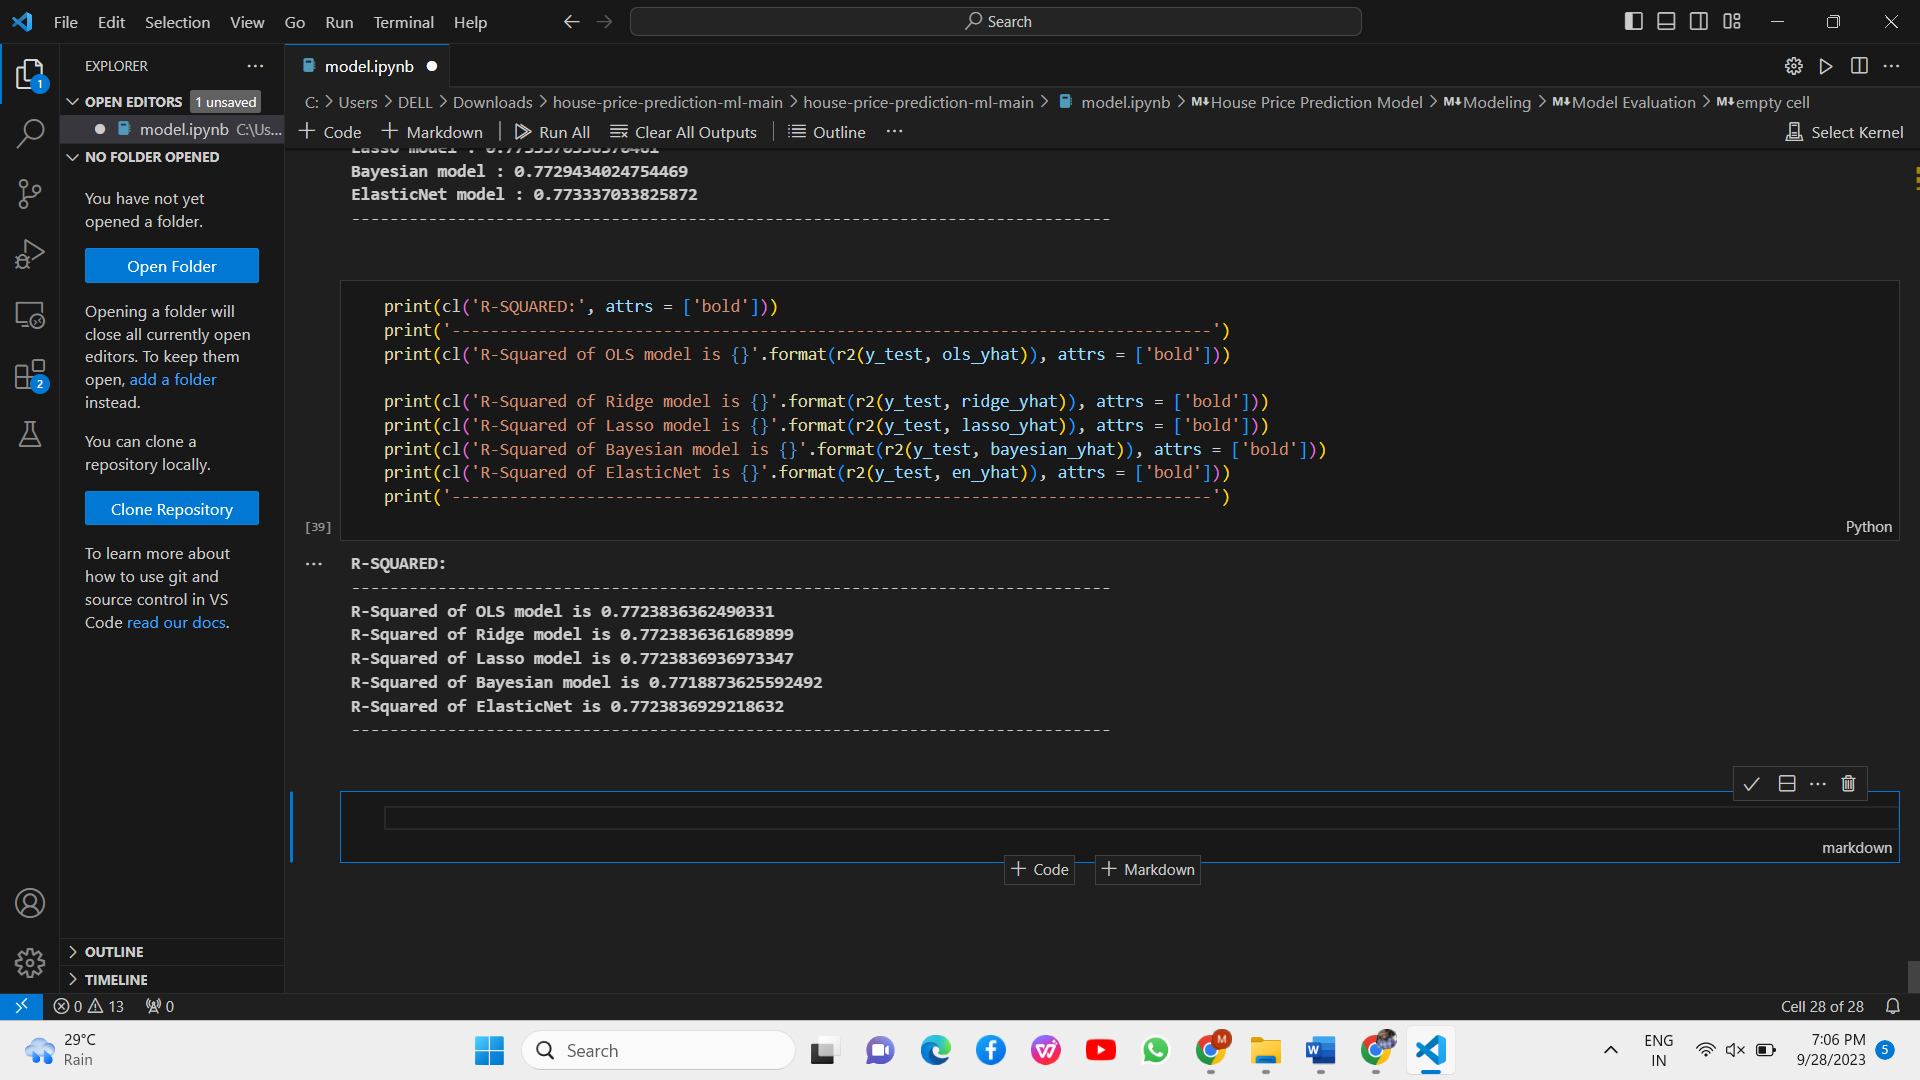 File Edit Selection View Go Run Terminal Help
Search
EXPLORER
model.ipynb
OPEN EDITORS 1 unsaved
model.ipynb C:\Us...
C: Users DELL Downloads house-price-prediction-ml-main house-price-prediction-ml-main model.ipynb House Price Prediction Model Modeling Model Evaluation empty cell
Code Markdown Run All Clear All Outputs Outline ... Select Kernel
NO FOLDER OPENED
You have not yet
opened a folder.
Open Folder
Opening a folder will
close all currently open
editors. To keep them
open, add a folder
instead.
You can clone a
repository locally.
Clone Repository
To learn more about
how to use git and
source control in VS
Code read our docs.
OUTLINE
TIMELINE
Bayesian model : 0.7729434024754469
ElasticNet model : 0.773337033825872
-------------------------------------------------------------------------------
print(cl('R-SQUARED:', attrs = ['bold']))
print('-------------------------------------------------------------------------------')
print(cl('R-Squared of OLS model is {}'.format(r2(y_test, ols_yhat)), attrs = ['bold']))
print(cl('R-Squared of Ridge model is {}'.format(r2(y_test, ridge_yhat)), attrs = ['bold']))
print(cl('R-Squared of Lasso model is {}'.format(r2(y_test, lasso_yhat)), attrs = ['bold']))
print(cl('R-Squared of Bayesian model is {}'.format(r2(y_test, bayesian_yhat)), attrs = ['bold']))
print(cl('R-Squared of ElasticNet is {}'.format(r2(y_test, en_yhat)), attrs = ['bold']))
print('-------------------------------------------------------------------------------')
[39]
Python
R-SQUARED:
-------------------------------------------------------------------------------
R-Squared of OLS model is 0.7723836362490331
R-Squared of Ridge model is 0.7723836361689899
R-Squared of Lasso model is 0.7723836936973347
R-Squared of Bayesian model is 0.7718873625592492
R-Squared of ElasticNet is 0.7723836929218632
-------------------------------------------------------------------------------
markdown
Code Markdown
0 13 0
Cell 28 of 28
29°C
Rain
Search
ENG
IN
7:06 PM
9/28/2023
5